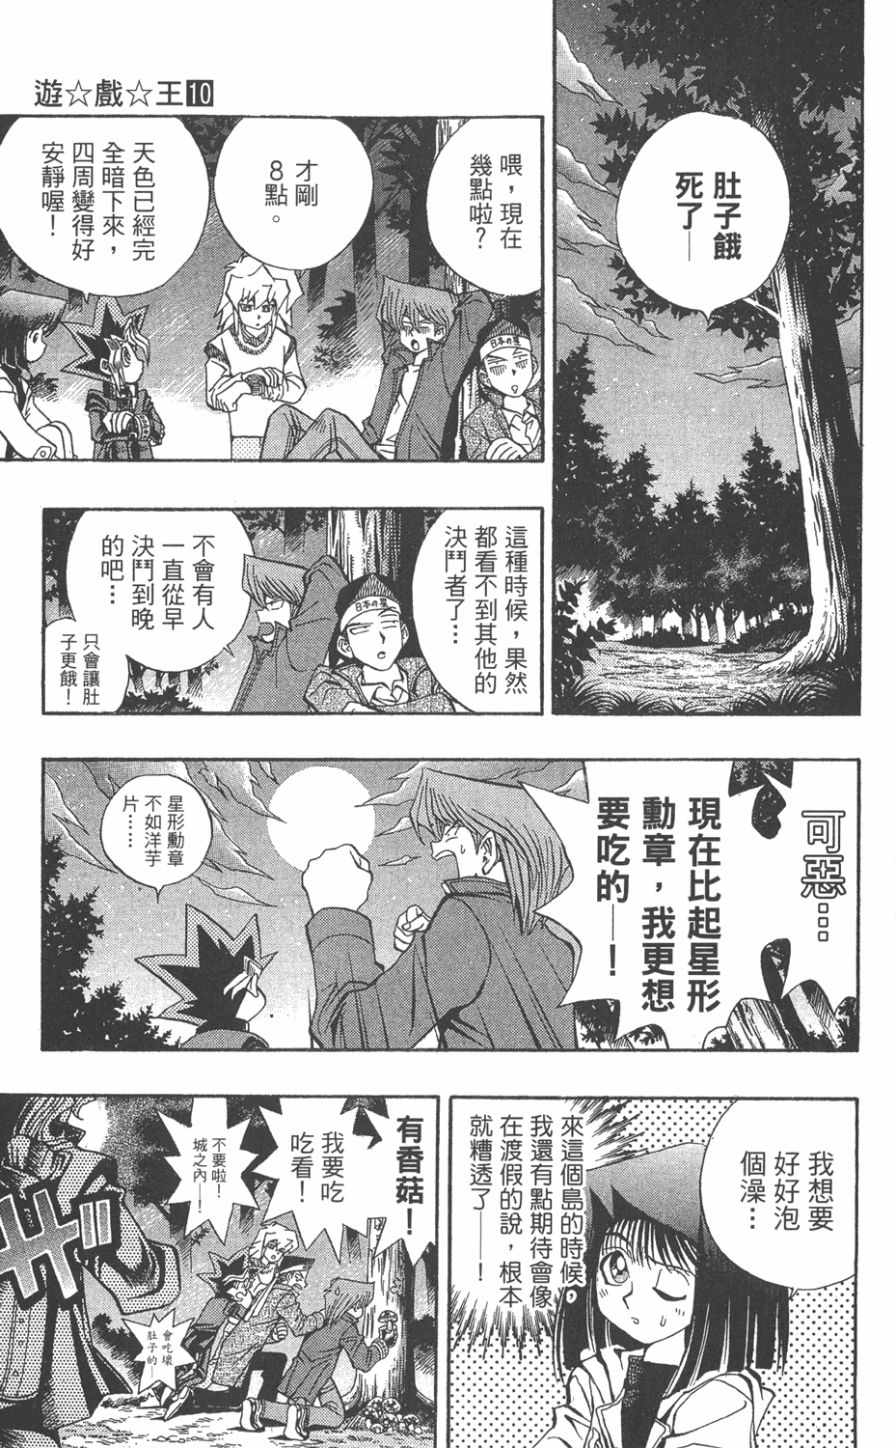 遊☆戲☆王10
肚子餓
死了——
喂，現在
幾點啦？
才剛
8點。
天色已經完
全暗下來，
四周變得好
安靜喔！
日本の星
這種時候，果然
都看不到其他的
決鬥者了…
日本の星
不會有人
一直從早
決鬥到晚
的吧…
只會讓肚
子更餓！
可惡…
現在比起星形
勳章，我更想
要吃的——！
星形勳章
不如洋芋
片……
我想要
好好泡
個澡…
來這個島的時候，
我還有點期待會像
在渡假的說，根本
就糟透了——！
有香菇！
我要吃
吃看！
不要啦！
城之內——！
會吃壞
肚子的——
ザッ